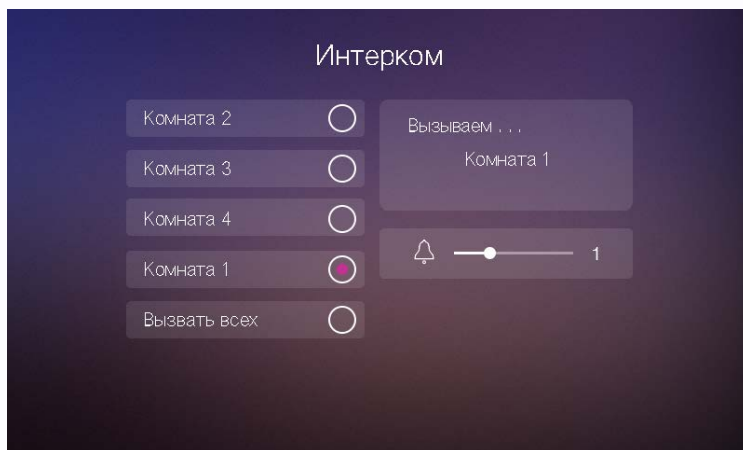 Интерком
Комната 2
Комната 3
Комната 4
Комната 1
Вызвать всех
Вызываем . . .
Комната 1
1